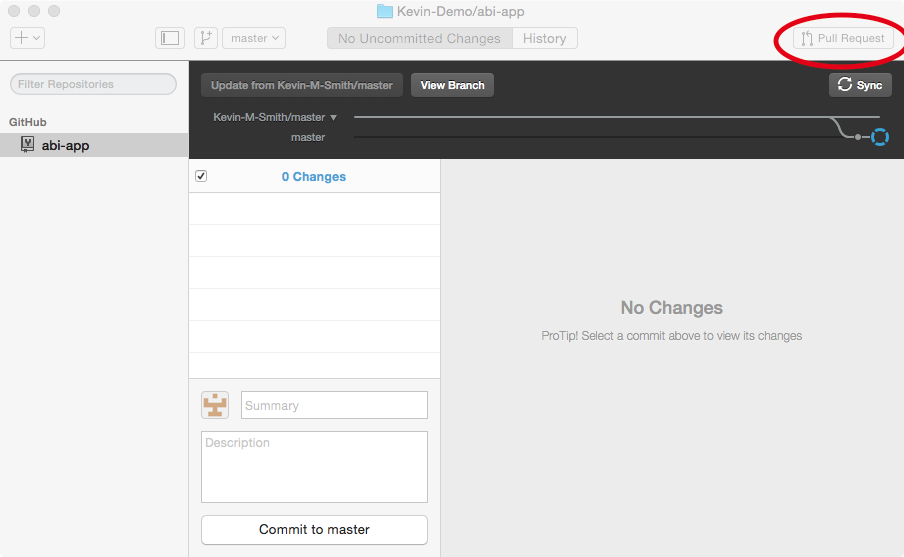 Kevin-Demo/abi-app
master
No Uncommitted Changes
History
Pull Request
Filter Repositories
Update from Kevin-M-Smith/master
View Branch
Sync
GitHub
Kevin-M-Smith/master
master
abi-app
0 Changes
No Changes
ProTip! Select a commit above to view its changes
Summary
Description
Commit to master